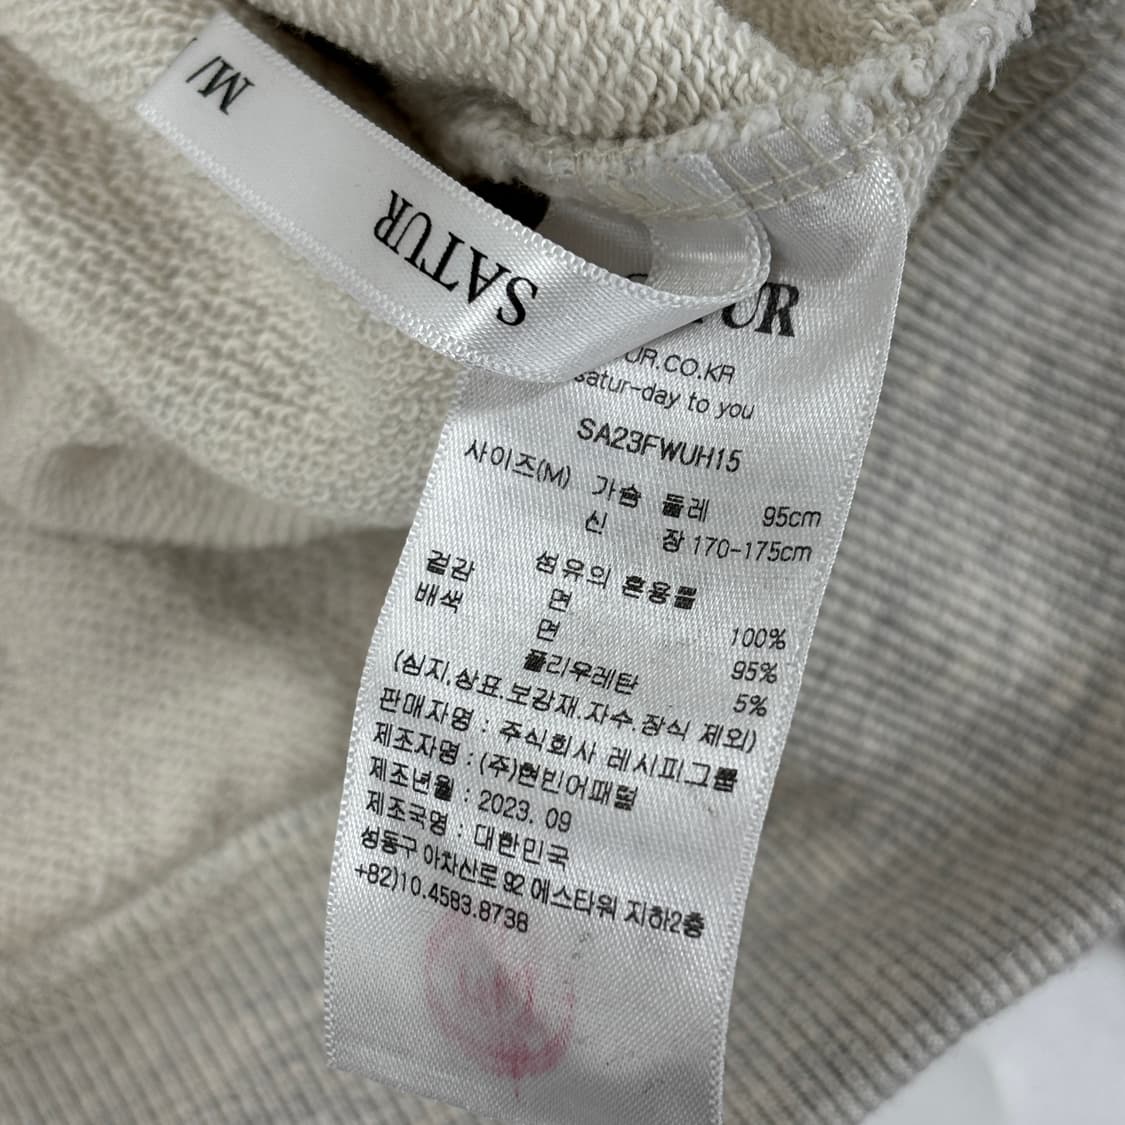 M/
SATUR
UR
UR.CO.KR
satur-day to you
SA23FWUH15
사이즈(M) 가슴 둘레 95cm
신 장 170-175cm
섬유의 혼용률
겉감 면 100%
배색 면 95%
폴리우레탄 5%
(심지,상표.보강재.자수.장식 제외)
판매자명 : 주식회사 레시피그룹
제조자명 : (주)현빈어패럴
제조년월 : 2023. 09
제조국명 : 대한민국
성동구 아차산로 92 에스타워 지하2층
+82)10.4583.8738